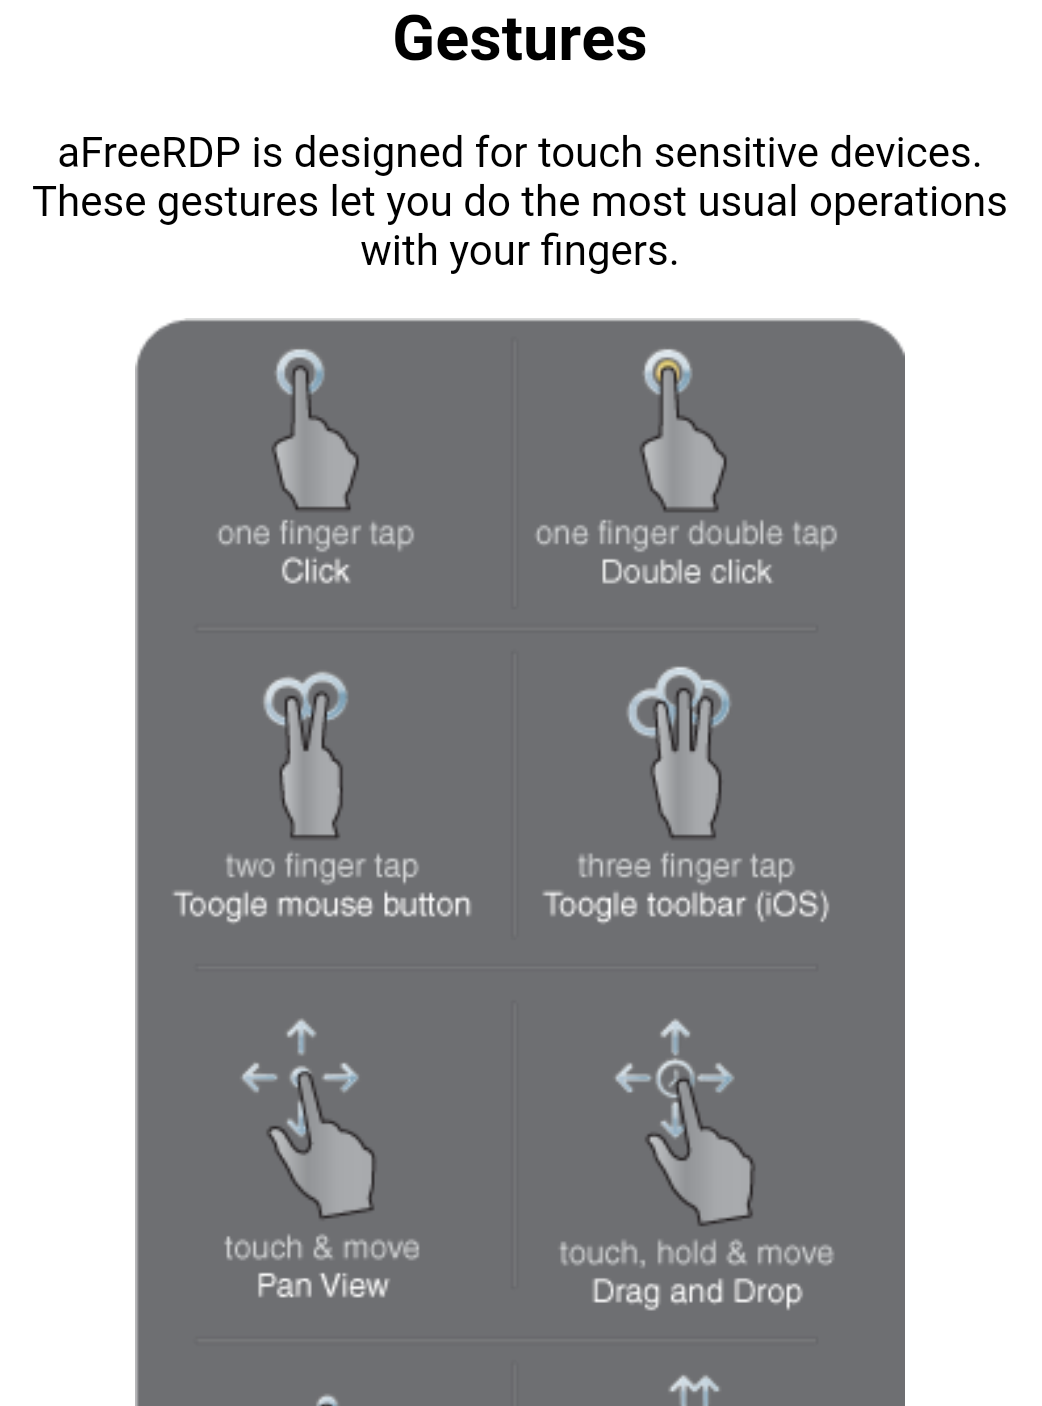 Gestures
aFreeRDP is designed for touch sensitive devices.
These gestures let you do the most usual operations
with your fingers.
one finger tap
Click
one finger double tap
Double click
two finger tap
Toogle mouse button
three finger tap
Toogle toolbar (iOS)
touch & move
Pan View
touch, hold & move
Drag and Drop